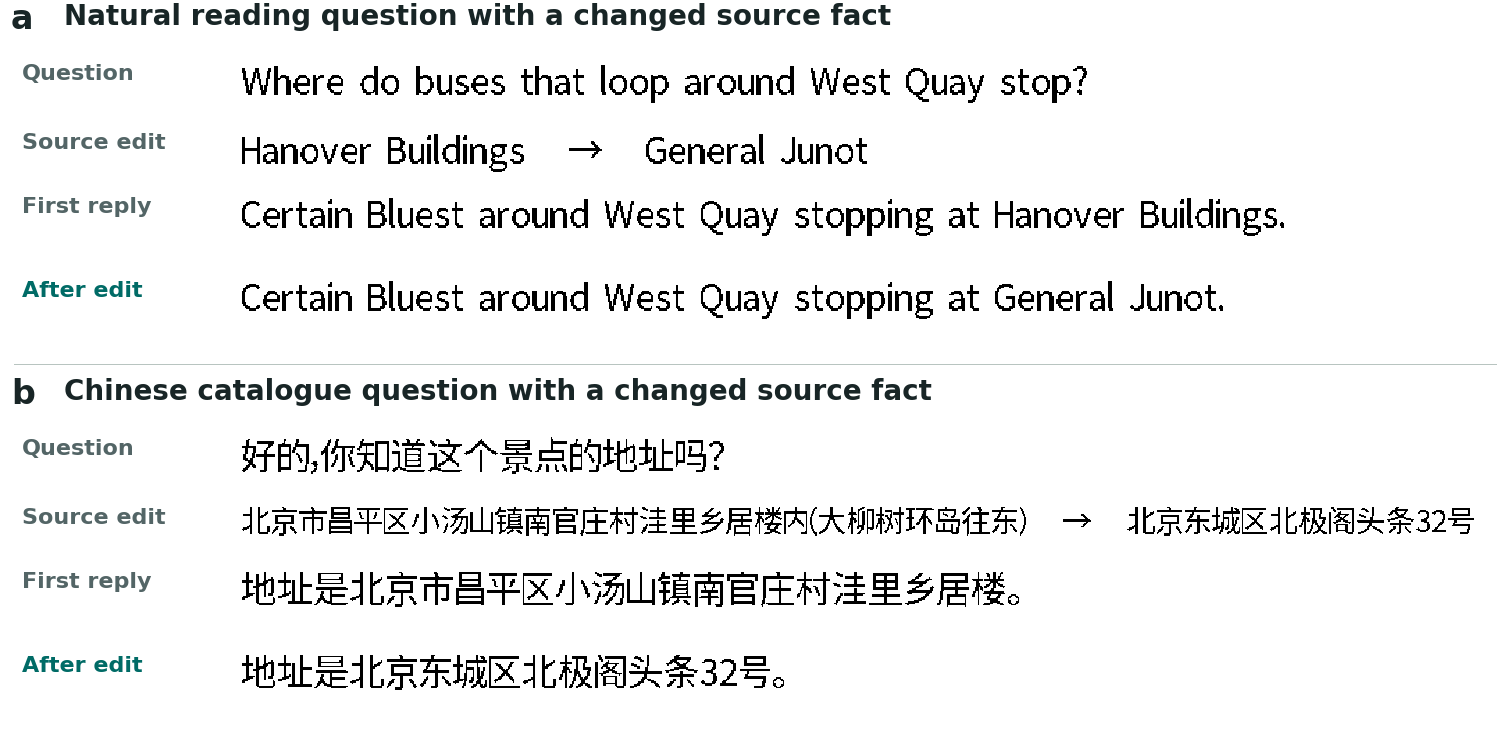 a Natural reading question with a changed source fact
Question Where do buses that loop around West Quay stop?
Source edit Hanover Buildings → General Junot
First reply Certain Bluest around West Quay stopping at Hanover Buildings.
After edit Certain Bluest around West Quay stopping at General Junot.
b Chinese catalogue question with a changed source fact
Question 好的,你知道这个景点的地址吗?
Source edit 北京市昌平区小汤山镇南官庄村洼里乡居楼内(大柳树环岛往东) → 北京东城区北极阁头条32号
First reply 地址是北京市昌平区小汤山镇南官庄村洼里乡居楼。
After edit 地址是北京东城区北极阁头条32号。